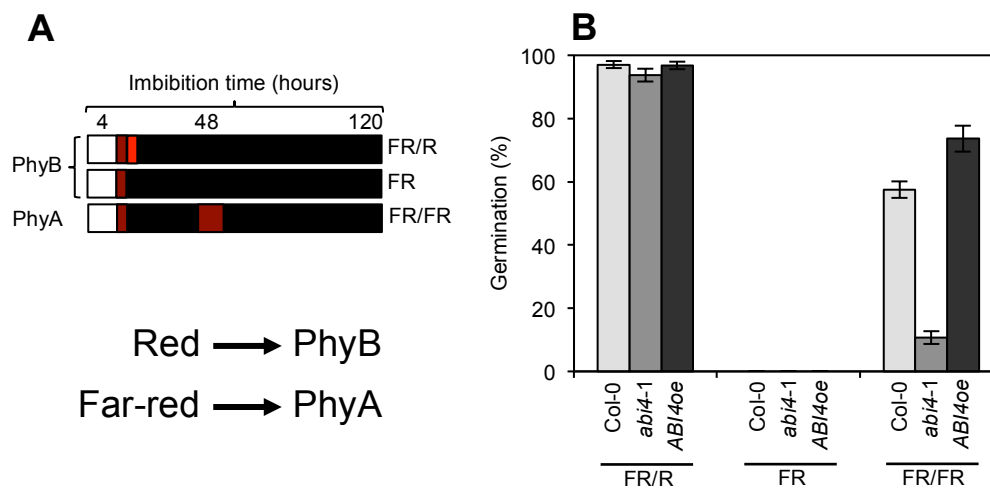 A
Imbibition time (hours)
4 48 120
PhyB
FR/R
FR
PhyA
FR/FR
Red PhyB
Far-red PhyA
B
Germination (%)
100
80
60
40
20
0
Col-0
abi4-1
ABI4oe
Col-0
abi4-1
ABI4oe
Col-0
abi4-1
ABI4oe
FR/R
FR
FR/FR